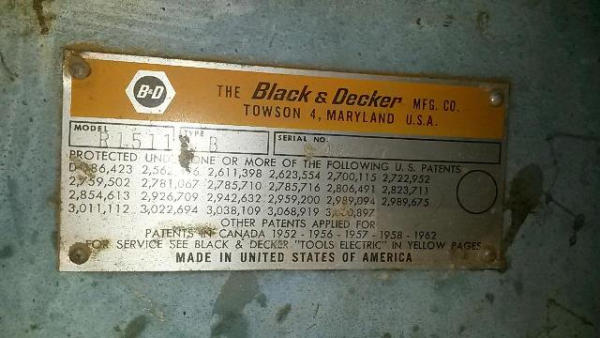 B&D
THE Black & Decker MFG. CO.
TOWSON 4, MARYLAND U.S.A.
MODEL TYPE SERIAL NO.
B
PROTECTED ONE OR MORE OF THE FOLLOWING U.S. PATENTS
2,611,398 2,623,554 2,700,115 2,722,952
2,759,502 2,781,067 2,785,710 2,785,716 2,806,491 2,823,711
2,854,613 2,926,709 2,942,632 2,959,200 2,989,094 2,989,675
3,011,112 3,022,694 3,038,109 3,068,919
OTHER PATENTS APPLIED FOR
PATENTS IN CANADA 1952 - 1956 - 1957 - 1958 - 1962
FOR SERVICE SEE BLACK & DECKER "TOOLS ELECTRIC" IN YELLOW PAGES
MADE IN UNITED STATES OF AMERICA